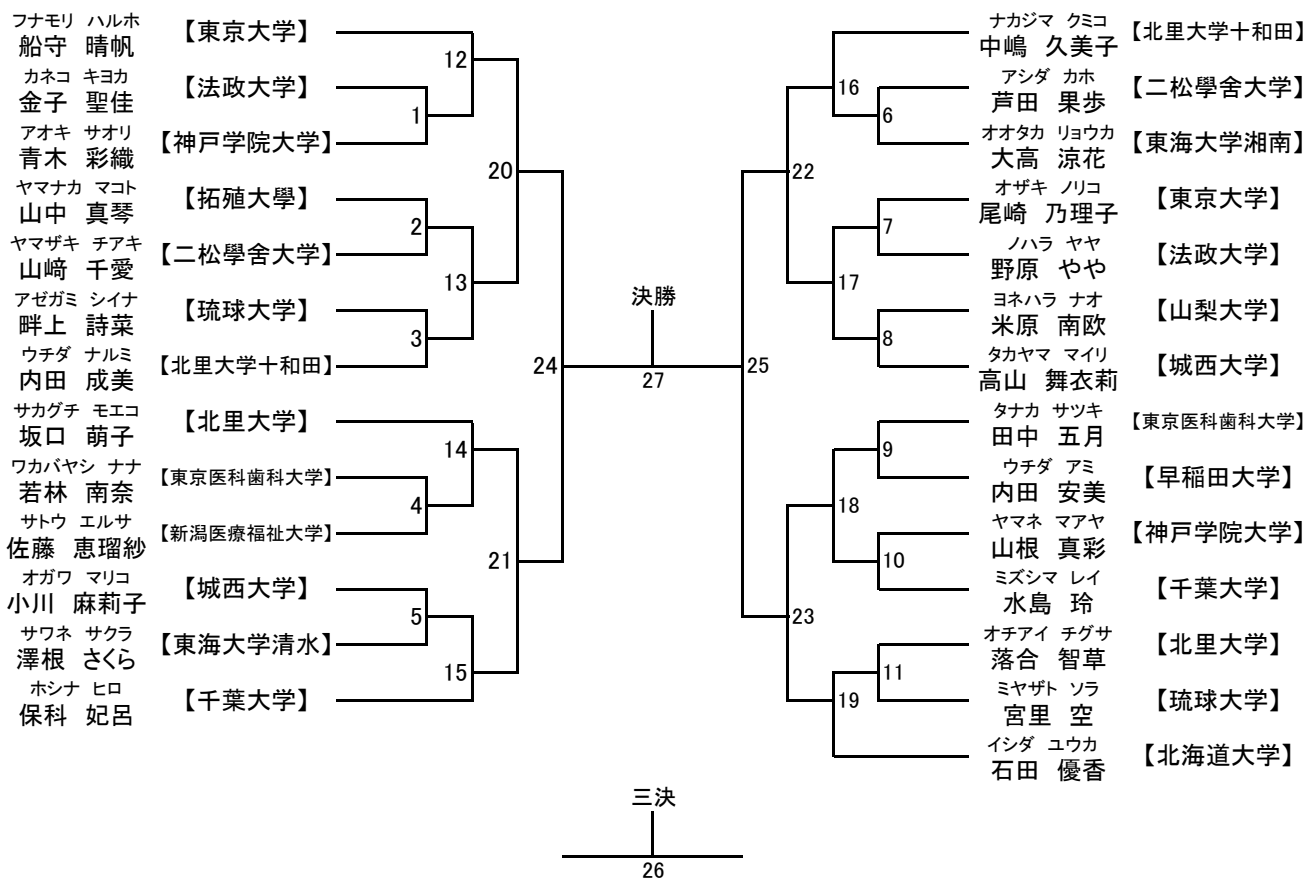 フナモリ ハルホ
船守 晴帆 【東京大学】
カネコ キヨカ
金子 聖佳 【法政大学】
アオキ サオリ
青木 彩織 【神戸学院大学】
ヤマナカ マコト
山中 真琴 【拓殖大學】
ヤマザキ チアキ
山﨑 千愛 【二松學舍大学】
アゼガミ シイナ
畔上 詩菜 【琉球大学】
ウチダ ナルミ
内田 成美 【北里大学十和田】
サカグチ モエコ
坂口 萌子 【北里大学】
ワカバヤシ ナナ
若林 南奈 【東京医科歯科大学】
サトウ エルサ
佐藤 恵瑠紗 【新潟医療福祉大学】
オガワ マリコ
小川 麻莉子 【城西大学】
サワネ サクラ
澤根 さくら 【東海大学清水】
ホシナ ヒロ
保科 妃呂 【千葉大学】
12
1
20
2
13
3
24
14
4
21
5
15
決勝
27
三決
26
16
6
22
7
17
8
25
9
18
10
23
11
19
ナカジマ クミコ
中嶋 久美子 【北里大学十和田】
アシダ カホ
芦田 果歩 【二松學舍大学】
オオタカ リョウカ
大高 涼花 【東海大学湘南】
オザキ ノリコ
尾崎 乃理子 【東京大学】
ノハラ ヤヤ
野原 やや 【法政大学】
ヨネハラ ナオ
米原 南欧 【山梨大学】
タカヤマ マイリ
高山 舞衣莉 【城西大学】
タナカ サツキ
田中 五月 【東京医科歯科大学】
ウチダ アミ
内田 安美 【早稲田大学】
ヤマネ マアヤ
山根 真彩 【神戸学院大学】
ミズシマ レイ
水島 玲 【千葉大学】
オチアイ チグサ
落合 智草 【北里大学】
ミヤザト ソラ
宮里 空 【琉球大学】
イシダ ユウカ
石田 優香 【北海道大学】